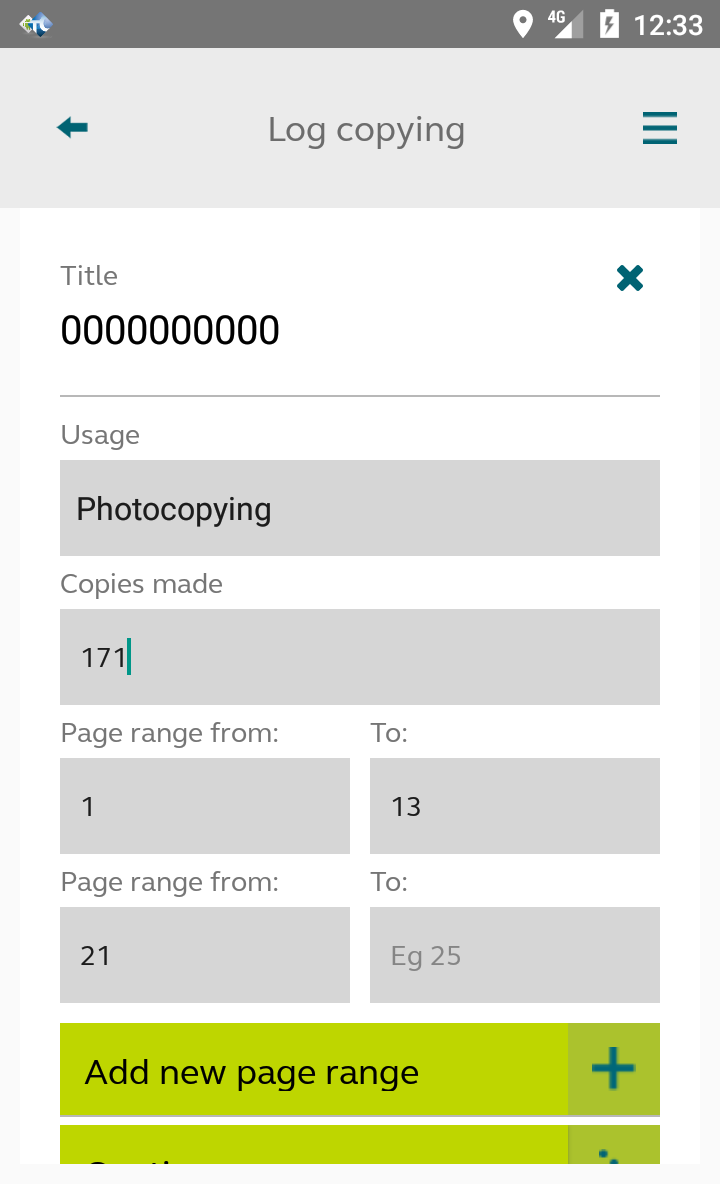 4G 12:33
Log copying
Title
0000000000
Usage
Photocopying
Copies made
171
Page range from: To:
1 13
Page range from: To:
21 Eg 25
Add new page range